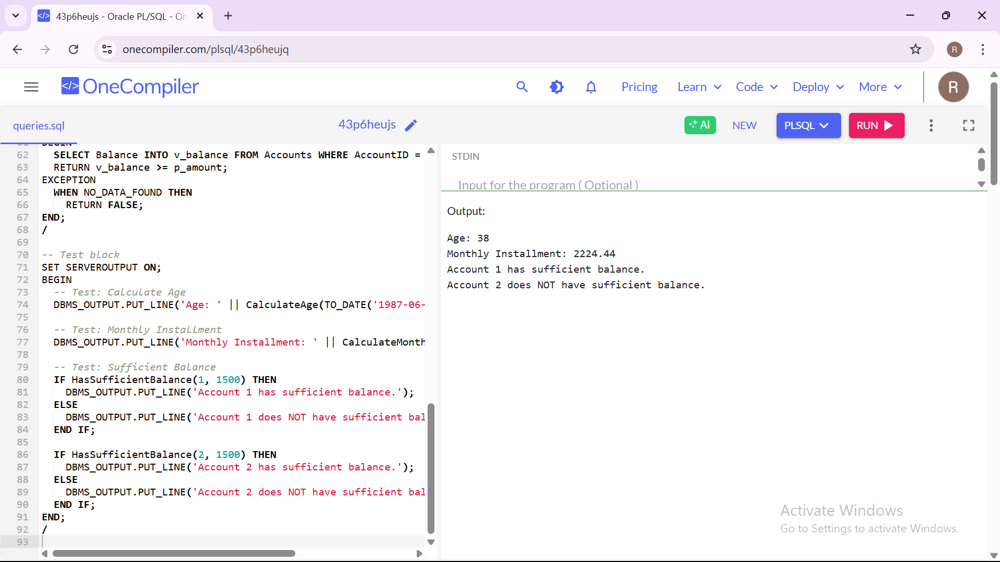 43p6heujs - Oracle PL/SQL - On
onecompiler.com/plsql/43p6heujq
R
</> OneCompiler
Pricing
Learn
Code
Deploy
More
R
queries.sql
43p6heujs
AI
NEW
PLSQL
RUN
62 SELECT Balance INTO v_balance FROM Accounts WHERE AccountID =
63 RETURN v_balance >= p_amount;
64 EXCEPTION
65 WHEN NO_DATA_FOUND THEN
66 RETURN FALSE;
67 END;
68 /
69
70 -- Test block
71 SET SERVEROUTPUT ON;
72 BEGIN
73 -- Test: Calculate Age
74 DBMS_OUTPUT.PUT_LINE('Age: ' || CalculateAge(TO_DATE('1987-06-
75
76 -- Test: Monthly Installment
77 DBMS_OUTPUT.PUT_LINE('Monthly Installment: ' || CalculateMonth
78
79 -- Test: Sufficient Balance
80 IF HasSufficientBalance(1, 1500) THEN
81 DBMS_OUTPUT.PUT_LINE('Account 1 has sufficient balance.');
82 ELSE
83 DBMS_OUTPUT.PUT_LINE('Account 1 does NOT have sufficient bal
84 END IF;
85
86 IF HasSufficientBalance(2, 1500) THEN
87 DBMS_OUTPUT.PUT_LINE('Account 2 has sufficient balance.');
88 ELSE
89 DBMS_OUTPUT.PUT_LINE('Account 2 does NOT have sufficient bal
90 END IF;
91 END;
92 /
93
STDIN
Input for the program ( Optional )
Output:
Age: 38
Monthly Installment: 2224.44
Account 1 has sufficient balance.
Account 2 does NOT have sufficient balance.
Activate Windows
Go to Settings to activate Windows.